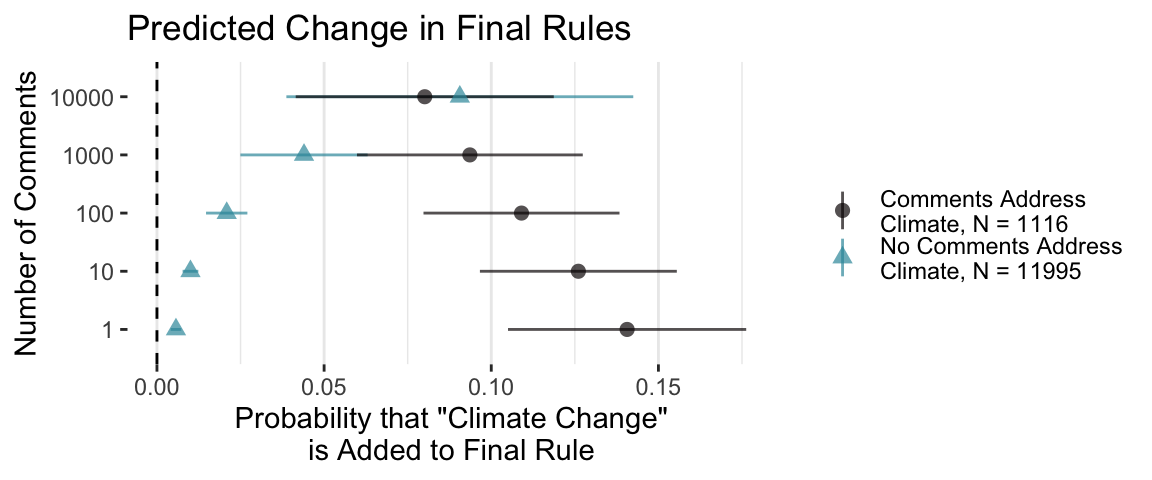 Predicted Change in Final Rules
Number of Comments
10000
1000
100
10
1
0.00 0.05 0.10 0.15
Probability that "Climate Change"
is Added to Final Rule
Comments Address
Climate, N = 1116
No Comments Address
Climate, N = 11995